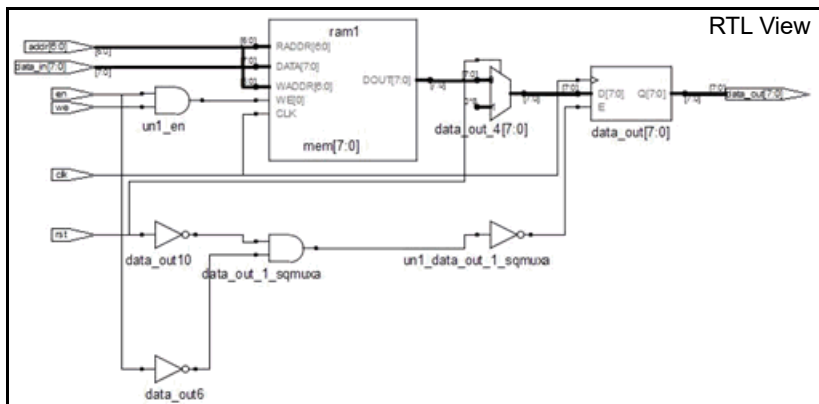 RTL View
ram1
addr[6:0]
[6:0]
RADDR[6:0]
data_in[7:0]
[7:0]
[7:0]
DATA[7:0]
WADDR[6:0]
DOUT[7:0]
[7:0]
[7:0]
[7:0]
[7:0]
D[7:0]
Q[7:0]
[7:0]
[7:0]
data_out[7:0]
en
we
WE[0]
CLK
E
un1_en
mem[7:0]
data_out_4[7:0]
data_out[7:0]
clk
rst
data_out10
data_out_1_sqmuxa
un1_data_out_1_sqmuxa
data_out6